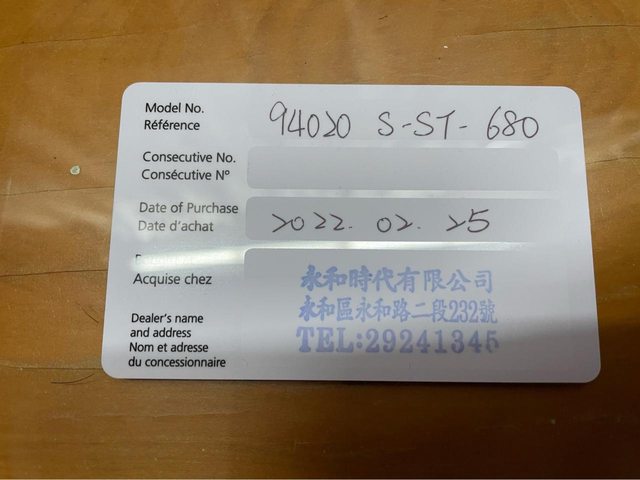 Model No. 94020 S-ST-680
Référence
Consecutive No.
Consécutive N°
Date of Purchase 2022. 02. 25
Date d'achat
Acquise chez
永和時代有限公司
永和區永和路二段232號
TEL:29241345
Dealer's name
and address
Nom et adresse
du concessionnaire